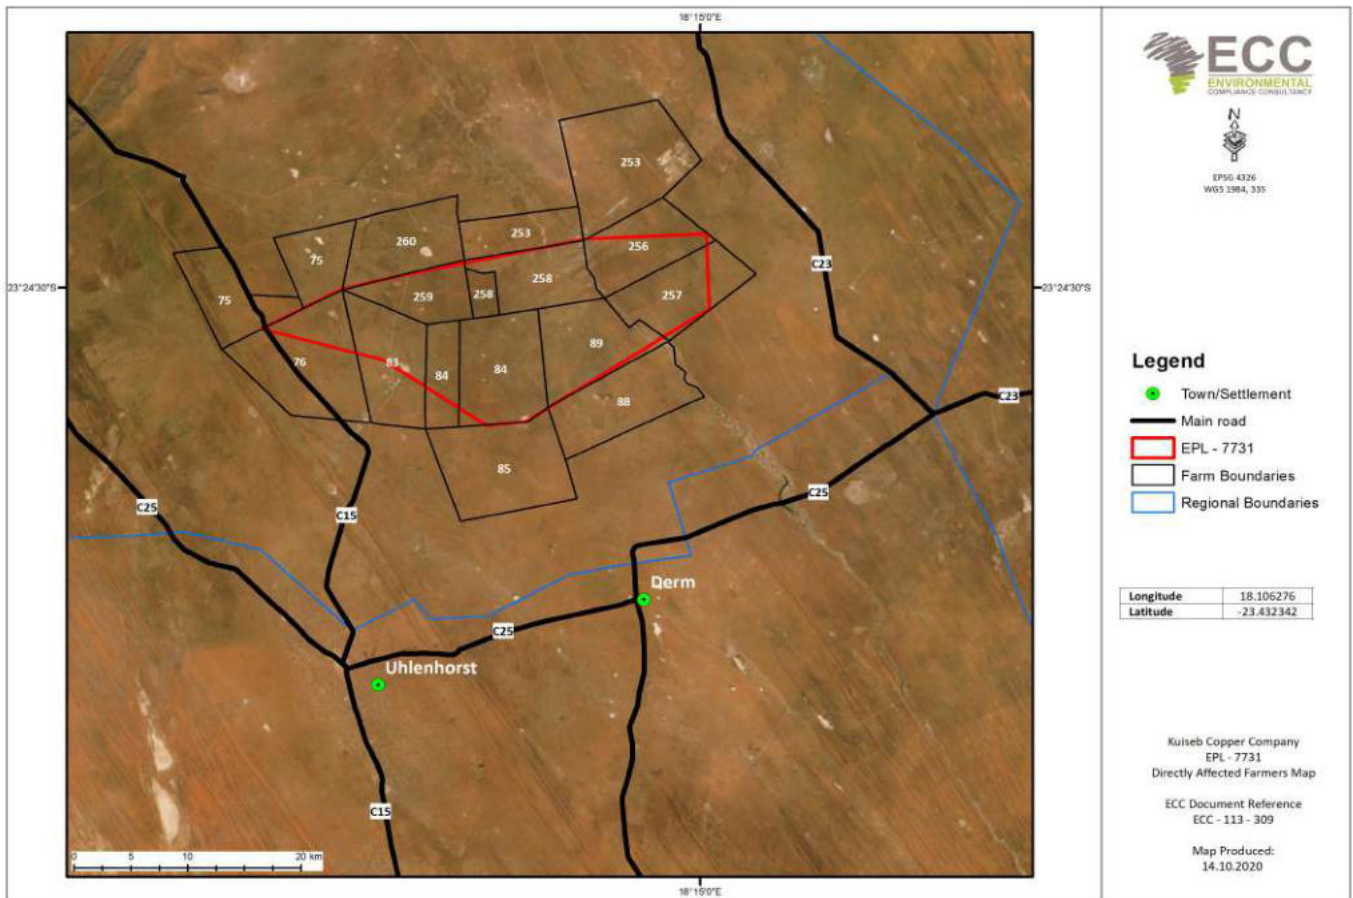 18°15'0"E
253
260
253
75
256
C23
258
75
259
258
257
23°24'30"S
23°24'30"S
76
83
84
84
89
88
C23
85
C25
C15
C25
Derm
C25
Uhlenhorst
C15
0 5 10 20 km
18°15'0"E
ECC
ENVIRONMENTAL
COMPLIANCE CONSULTANCY
N
EPSG 4326
WGS 1984, 33S
Legend
Town/Settlement
Main road
EPL - 7731
Farm Boundaries
Regional Boundaries
Longitude 18.106276
Latitude -23.432342
Kuiseb Copper Company
EPL - 7731
Directly Affected Farmers Map
ECC Document Reference
ECC - 113 - 309
Map Produced:
14.10.2020